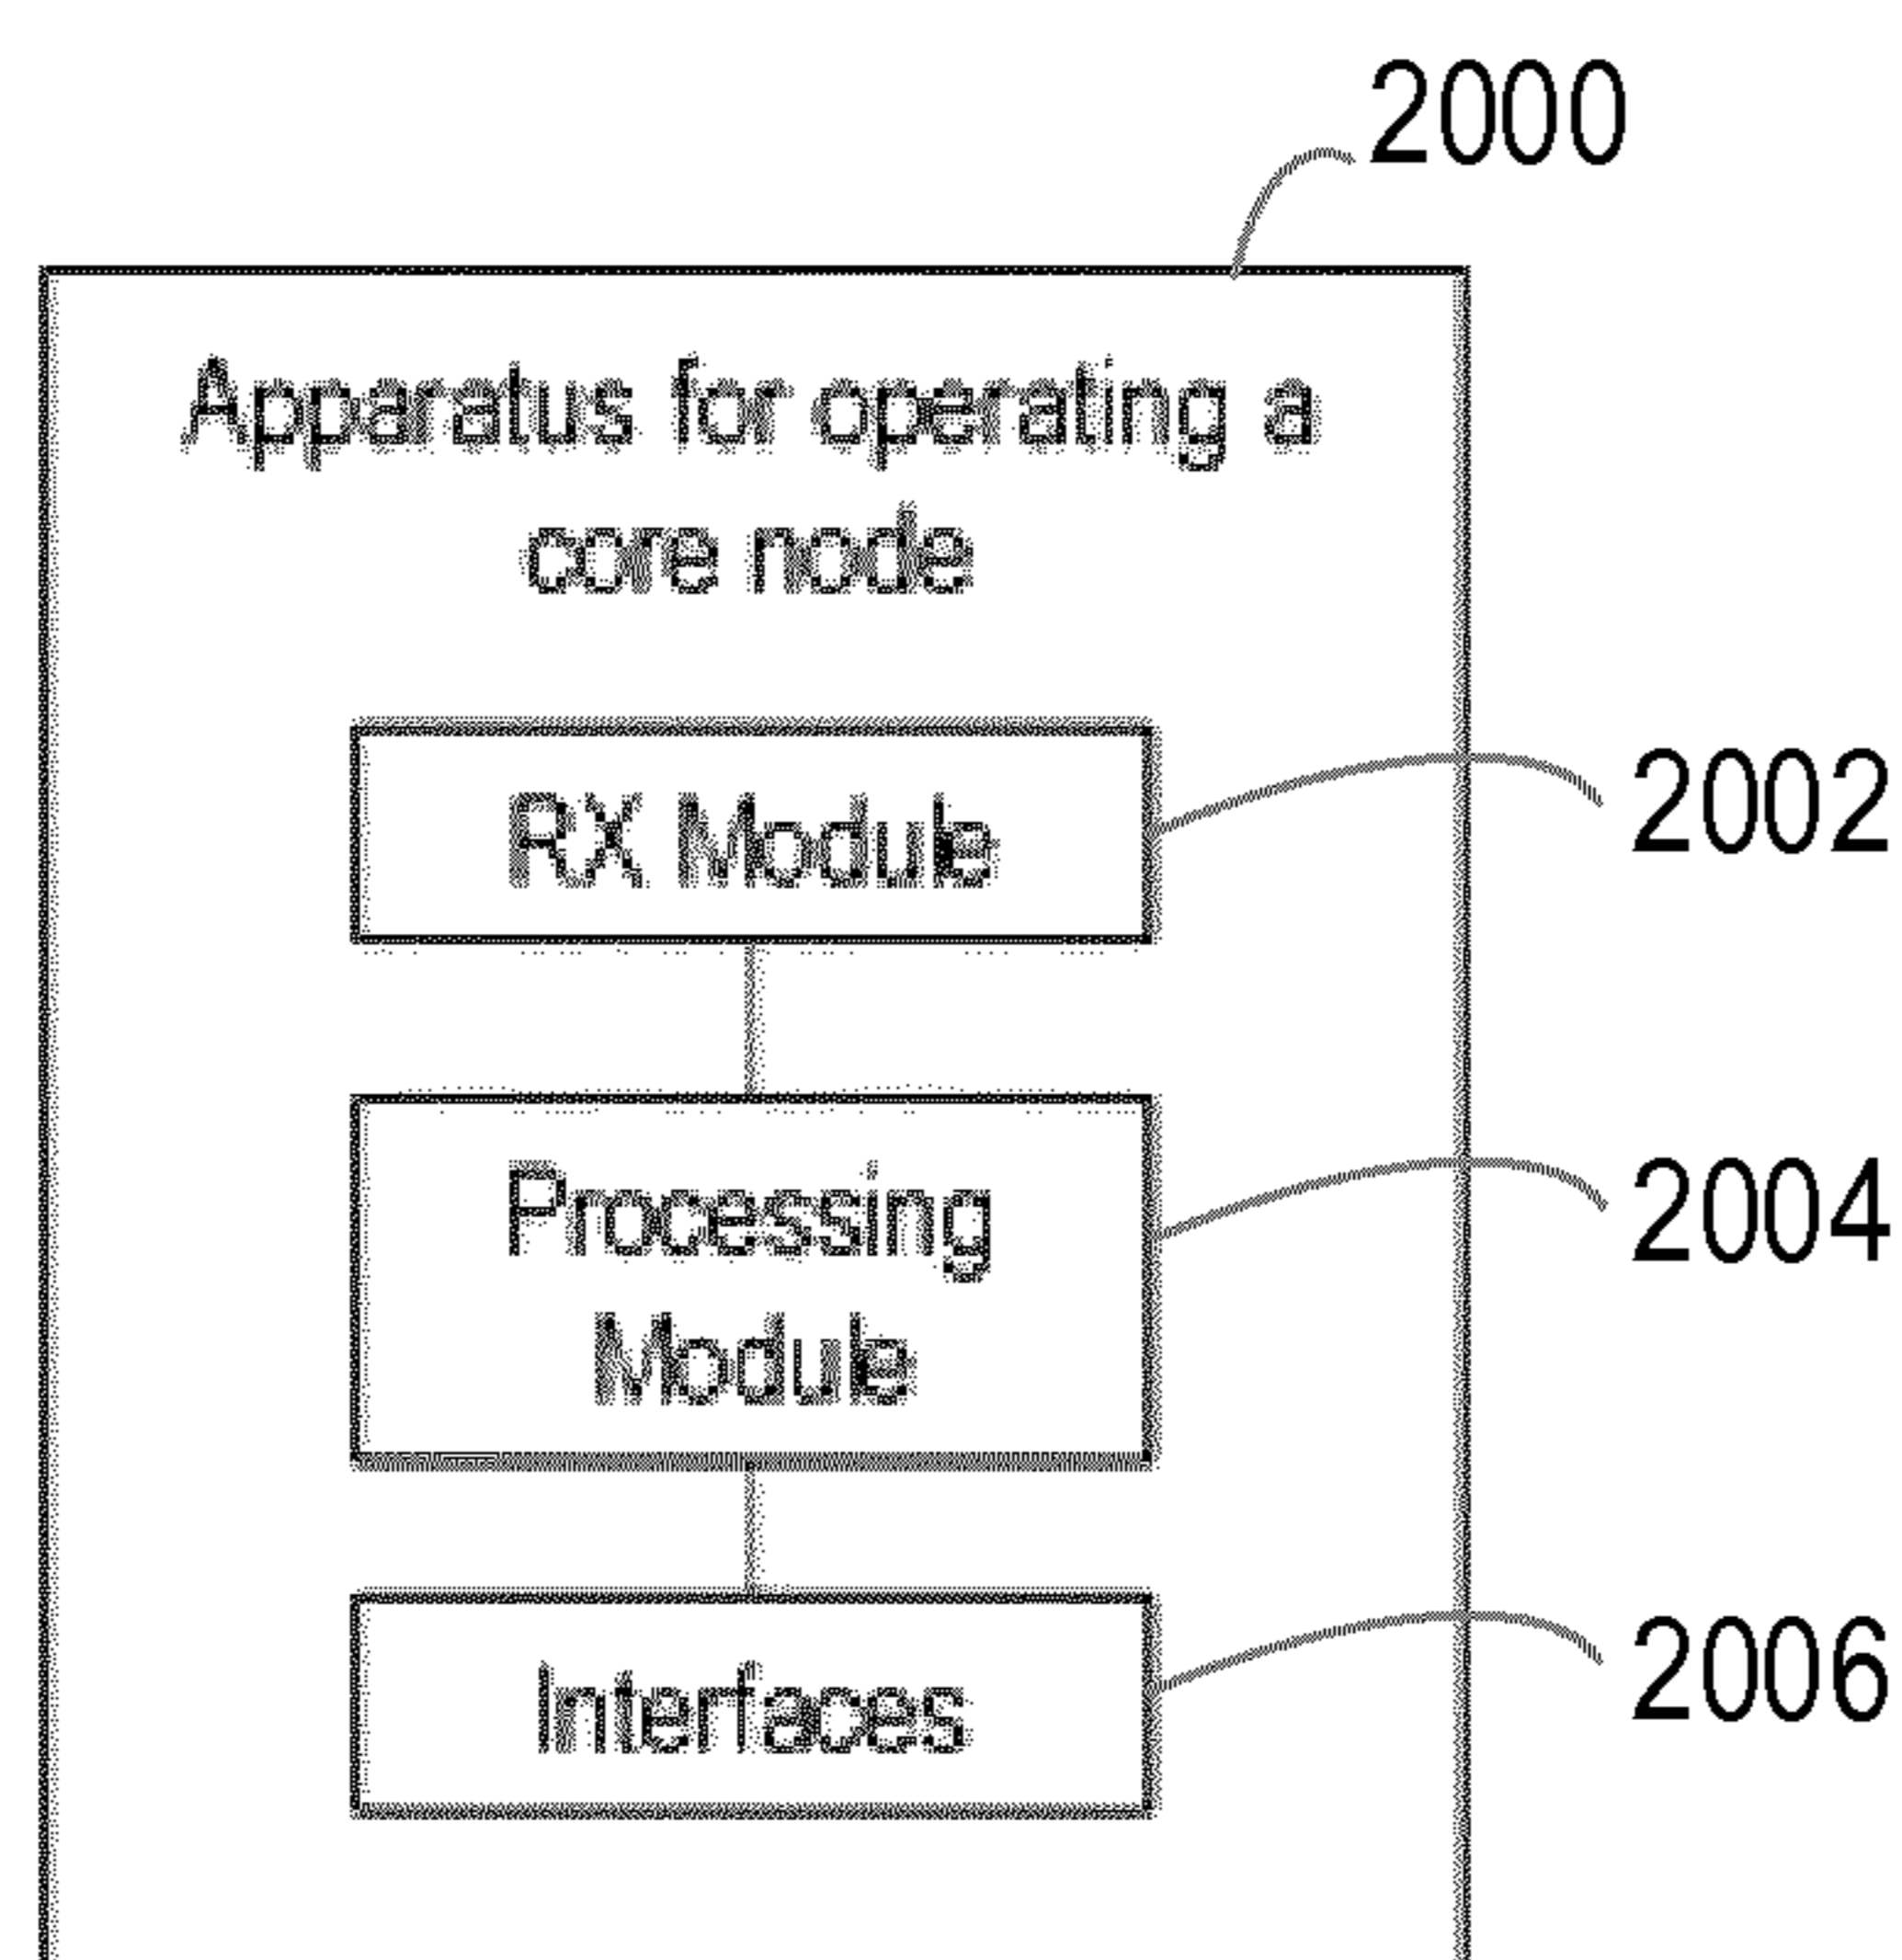 2000
Apparatus for operating a
core node
RX Module
2002
Processing
Module
2004
Interfaces
2006